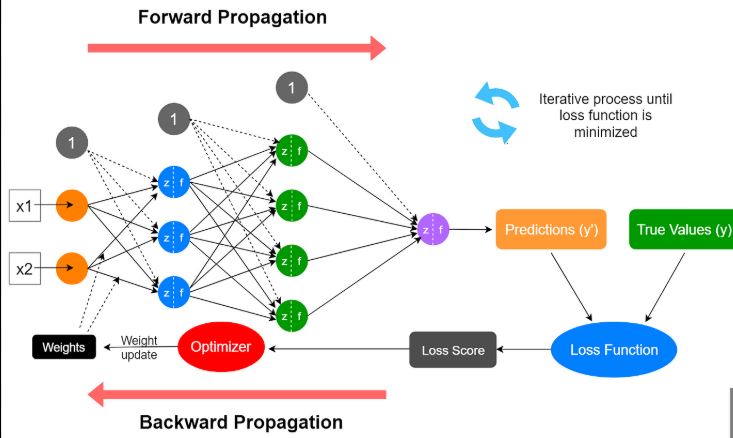 Forward Propagation
1
1
1
Iterative process until
loss function is
minimized
x1
x2
z f
z f
z f
z f
z f
z f
z f
z f
Predictions (y')
True Values (y)
Weights
Weight
update
Optimizer
Loss Score
Loss Function
Backward Propagation